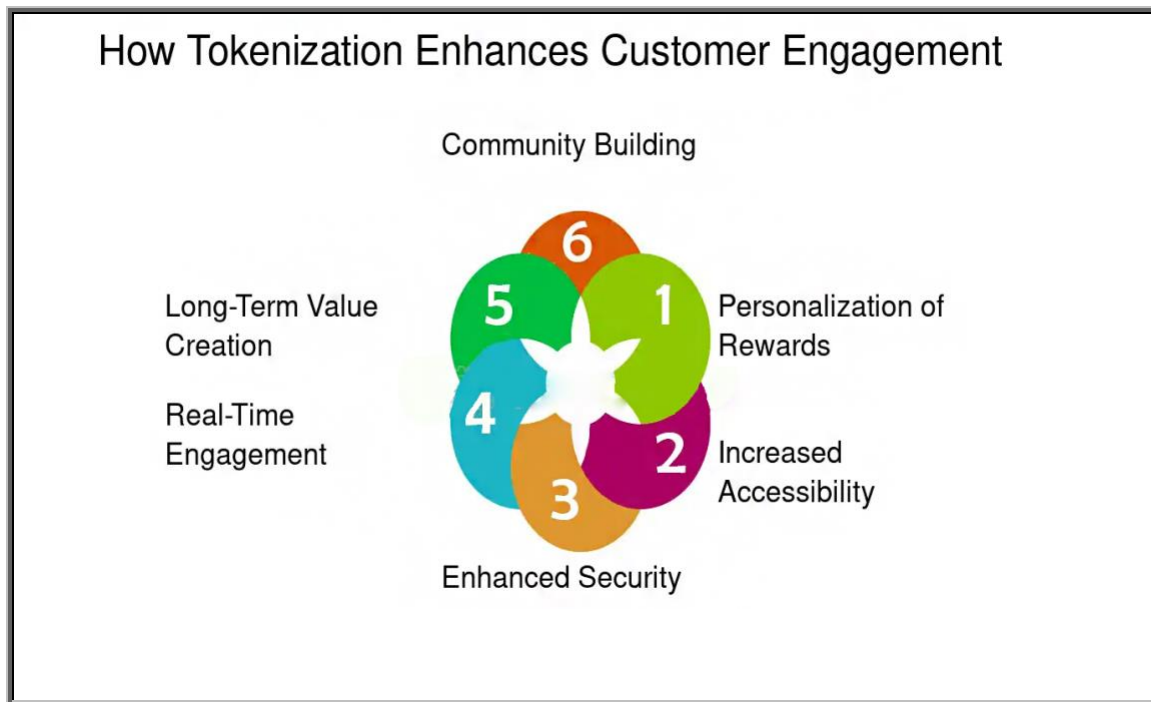 How Tokenization Enhances Customer Engagement
Community Building
6
5
1
Long-Term Value
Creation
Personalization of
Rewards
4
Real-Time
Engagement
2
Increased
Accessibility
3
Enhanced Security